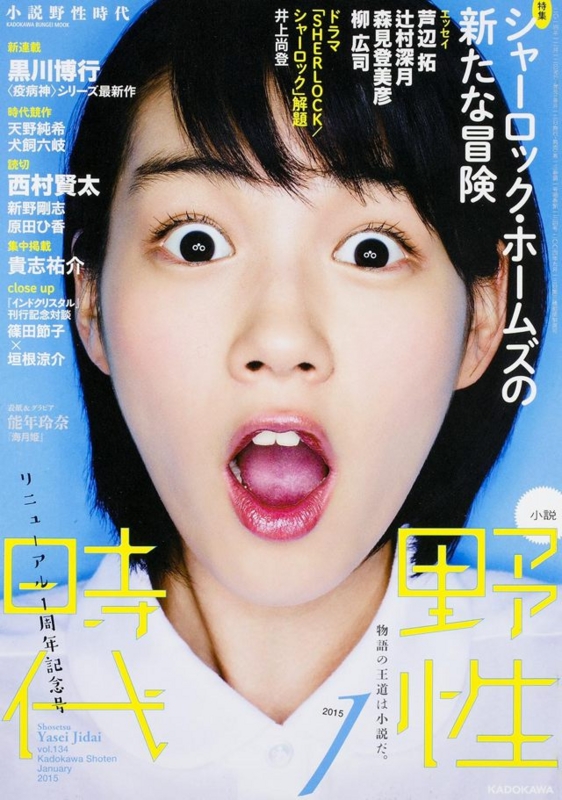 小説野性時代
KADOKAWA BUNGEI MOOK
新連載
黒川博行
〈疫病神〉シリーズ最新作
時代競作
天野純希
犬飼六岐
読切
西村賢太
新野剛志
原田ひ香
集中掲載
貴志祐介
close up
『インドクリスタル』
刊行記念対談
篠田節子
×
垣根涼介
表紙&グラビア
能年玲奈
『海月姫』
特集
シャーロック・ホームズの
新たな冒険
エッセイ
芦辺 拓
辻村深月
森見登美彦
柳 広司
ドラマ
「SHERLOCK/
シャーロック」解題
井上尚登
リニューアル1周年記念号
小説
野性
時代
物語の王道は小説だ。
2015
1
Shosetsu
Yasei Jidai
vol.134
Kadokawa Shoten
January
2015
KADOKAWA